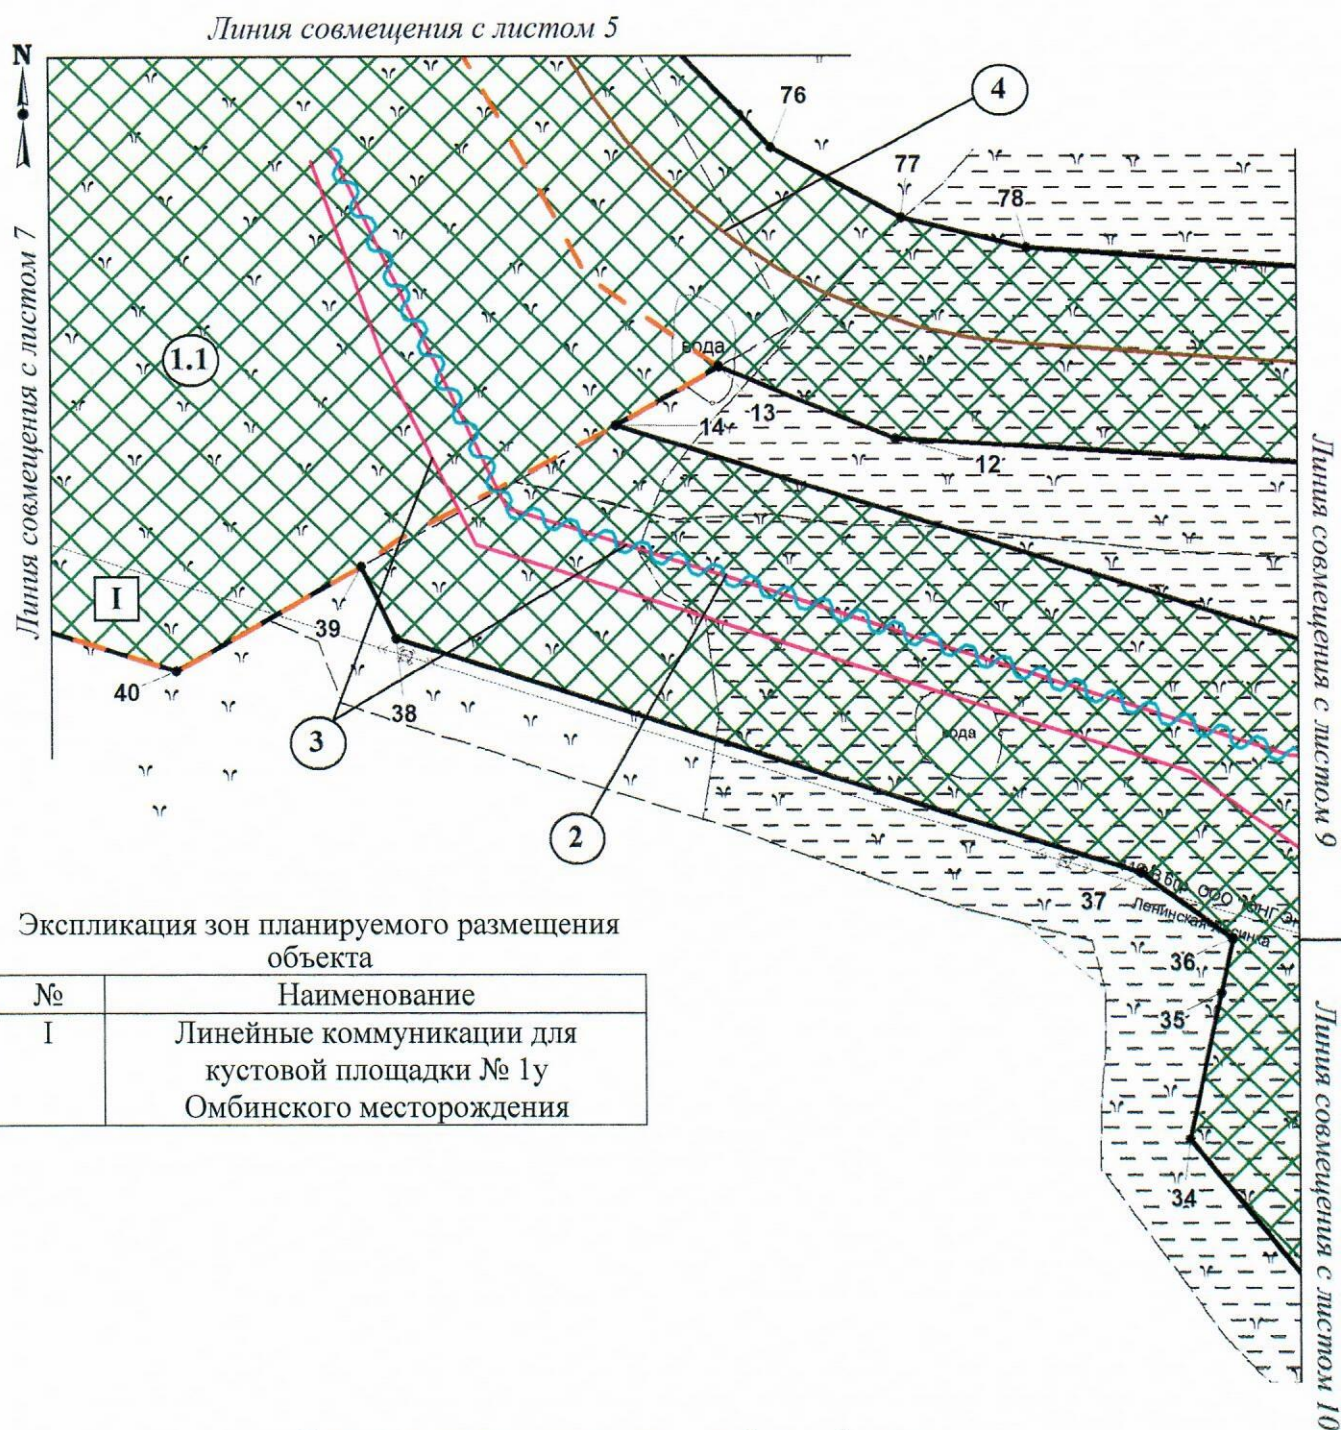 Линия совмещения с листом 5
N
76
4
77
78
Линия совмещения с листом 7
1.1
вода
13
14
12
Линия совмещения с листом 9
I
39
40
38
3
вода
2
37
ООО
Ленинская
36
35
34
Линия совмещения с листом 10
Экспликация зон планируемого размещения
объекта
№ Наименование
I Линейные коммуникации для
кустовой площадки № 1у
Омбинского месторождения